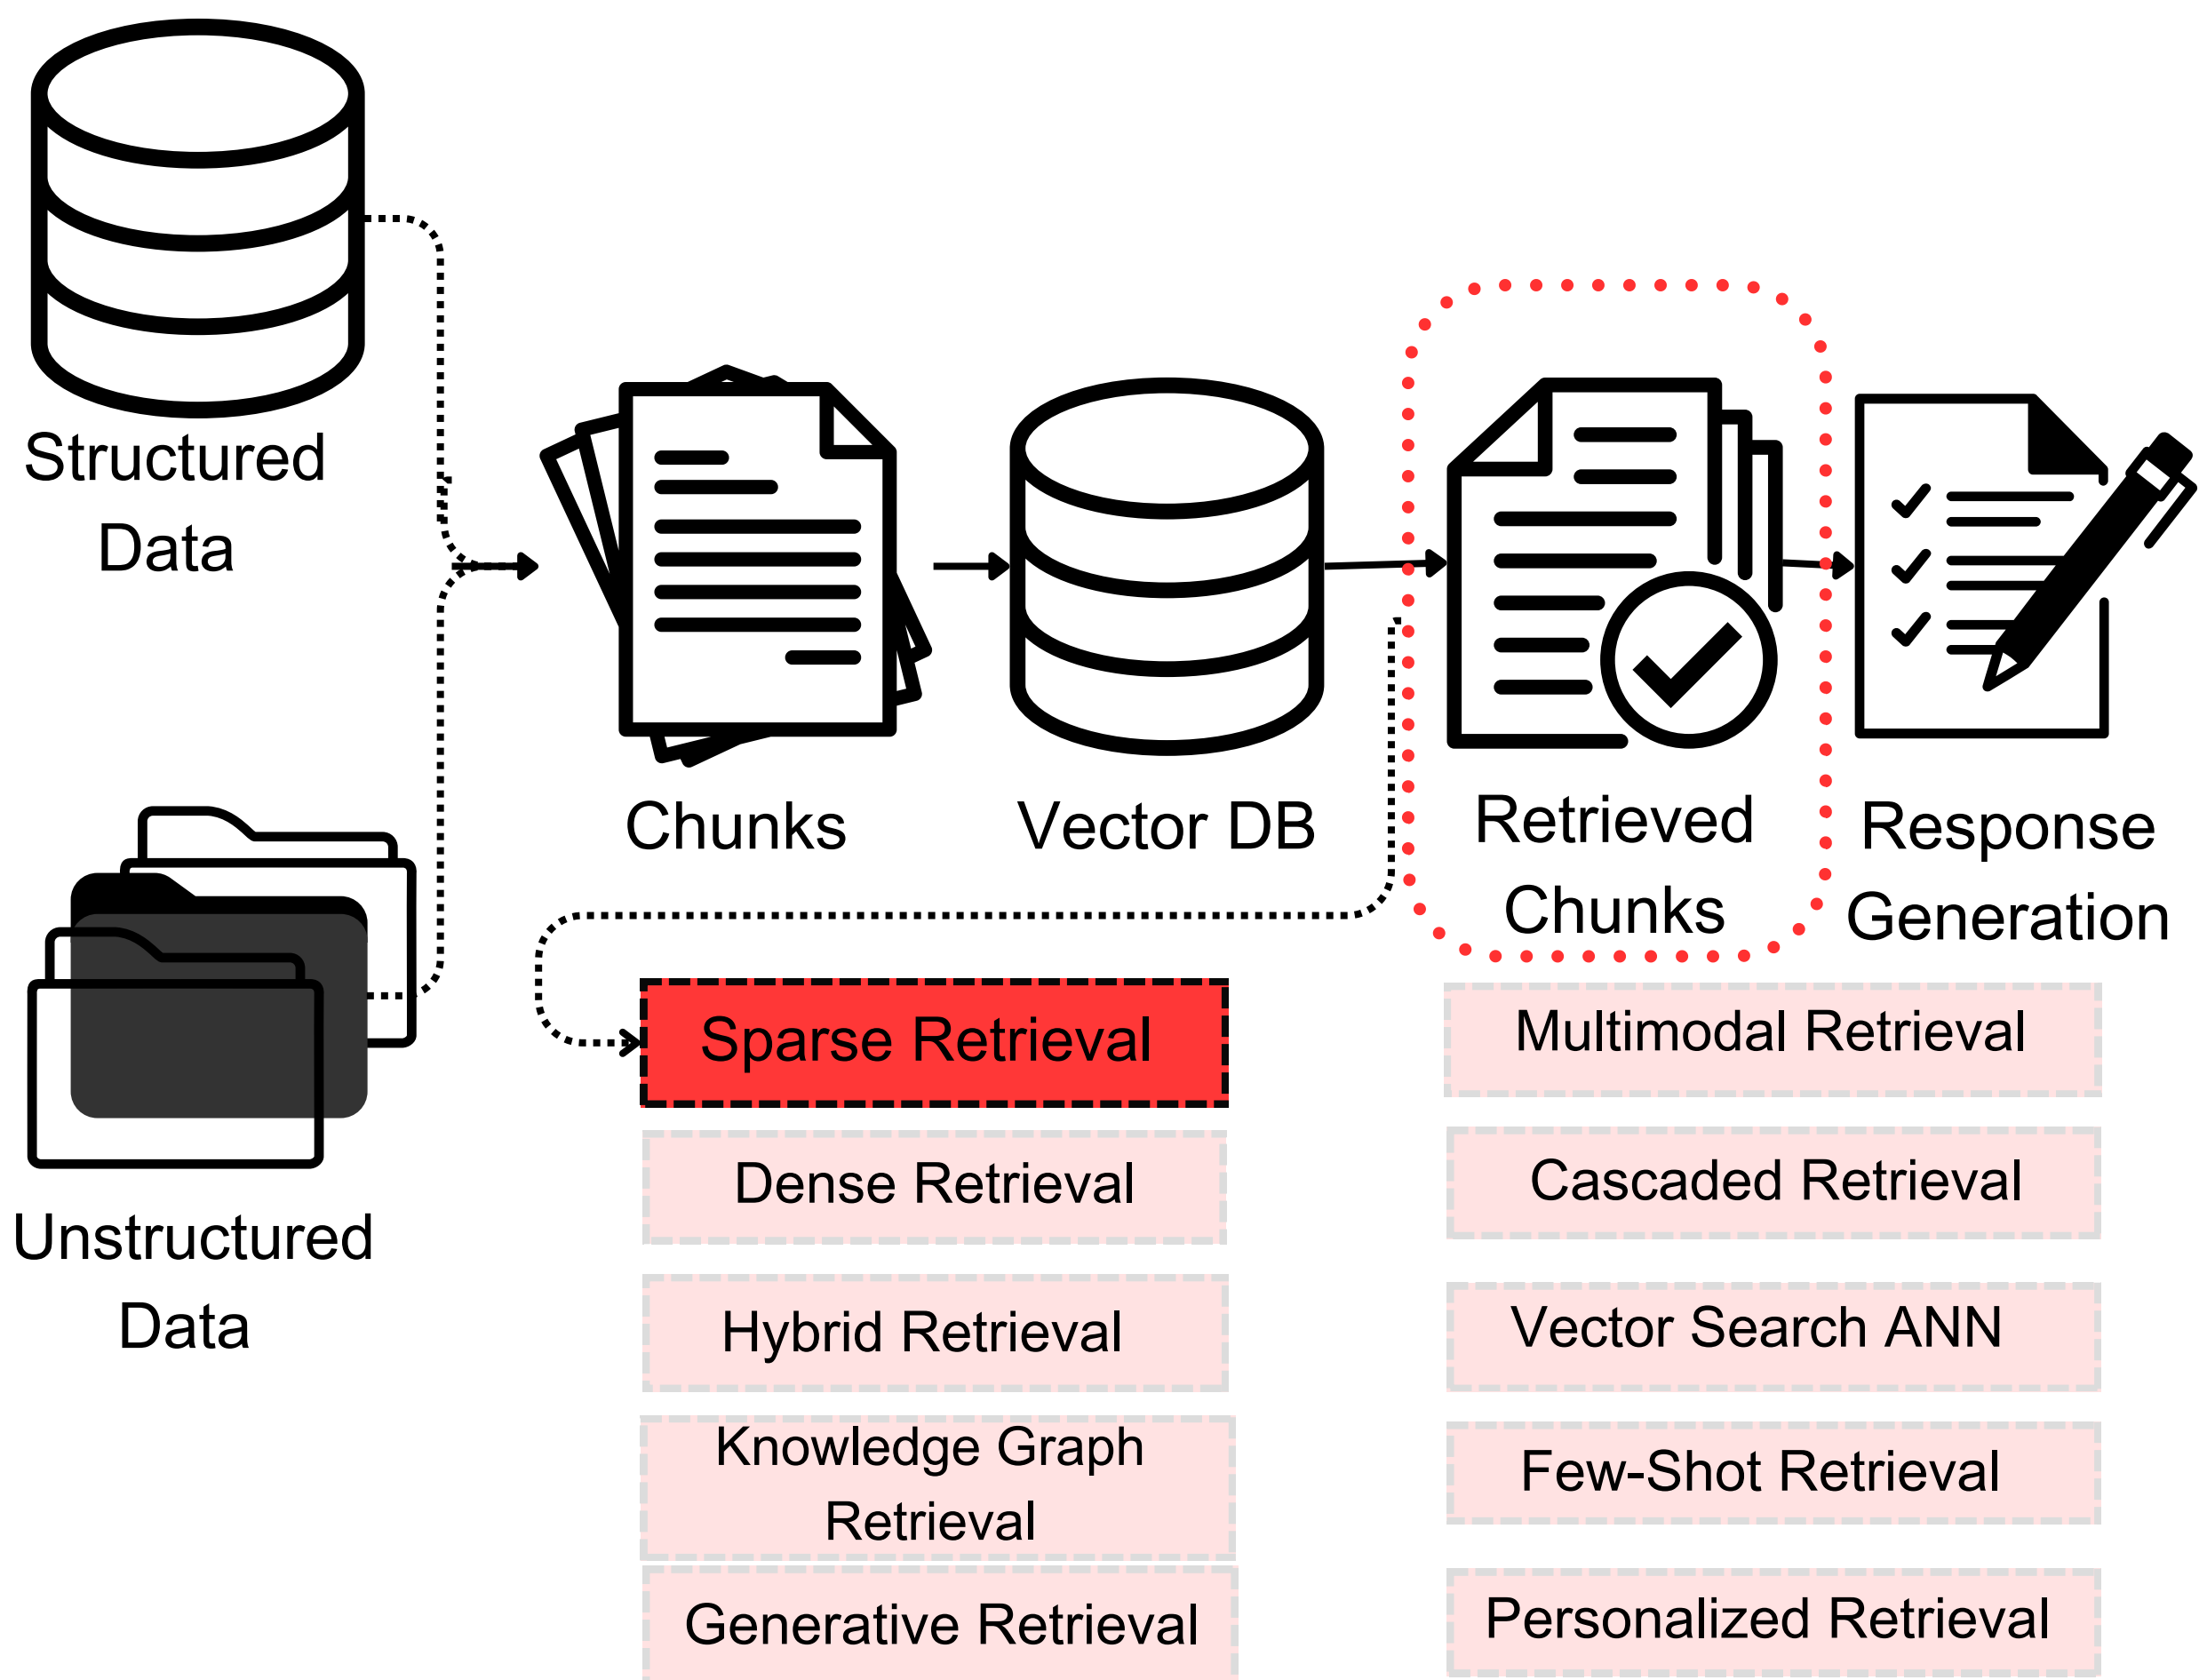 Structured
Data
Chunks
Vector DB
Retrieved
Chunks
Response
Generation
Unstructured
Data
Sparse Retrieval
Dense Retrieval
Hybrid Retrieval
Knowledge Graph
Retrieval
Generative Retrieval
Multimodal Retrieval
Cascaded Retrieval
Vector Search ANN
Few-Shot Retrieval
Personalized Retrieval